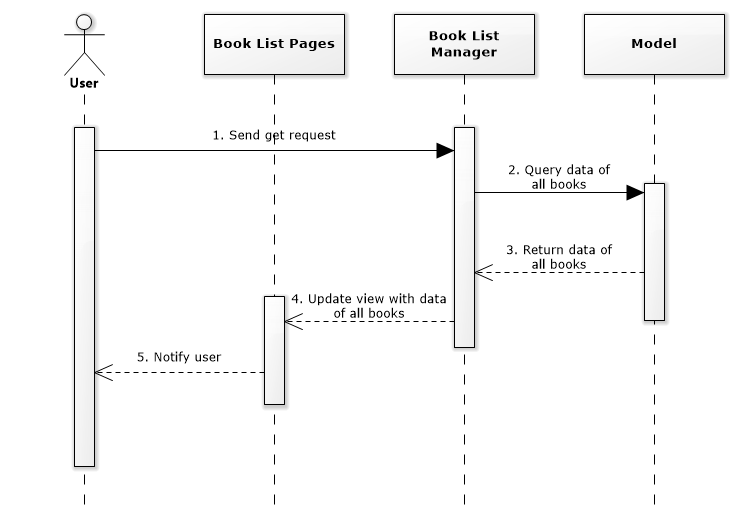 User
Book List Pages
Book List
Manager
Model
1. Send get request
2. Query data of
all books
3. Return data of
all books
4. Update view with data
of all books
5. Notify user